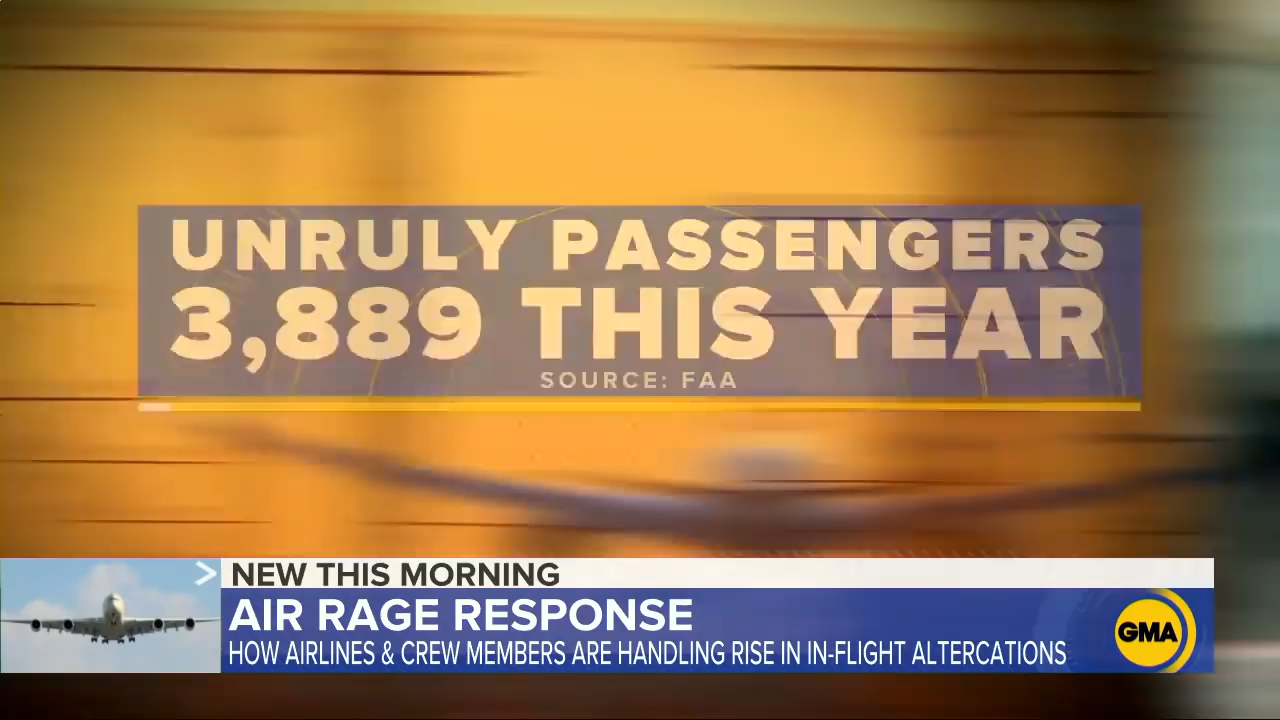 UNRULY PASSENGERS
3,889 THIS YEAR
SOURCE: FAA
NEW THIS MORNING
AIR RAGE RESPONSE
HOW AIRLINES & CREW MEMBERS ARE HANDLING RISE IN IN-FLIGHT ALTERCATIONS
GMA